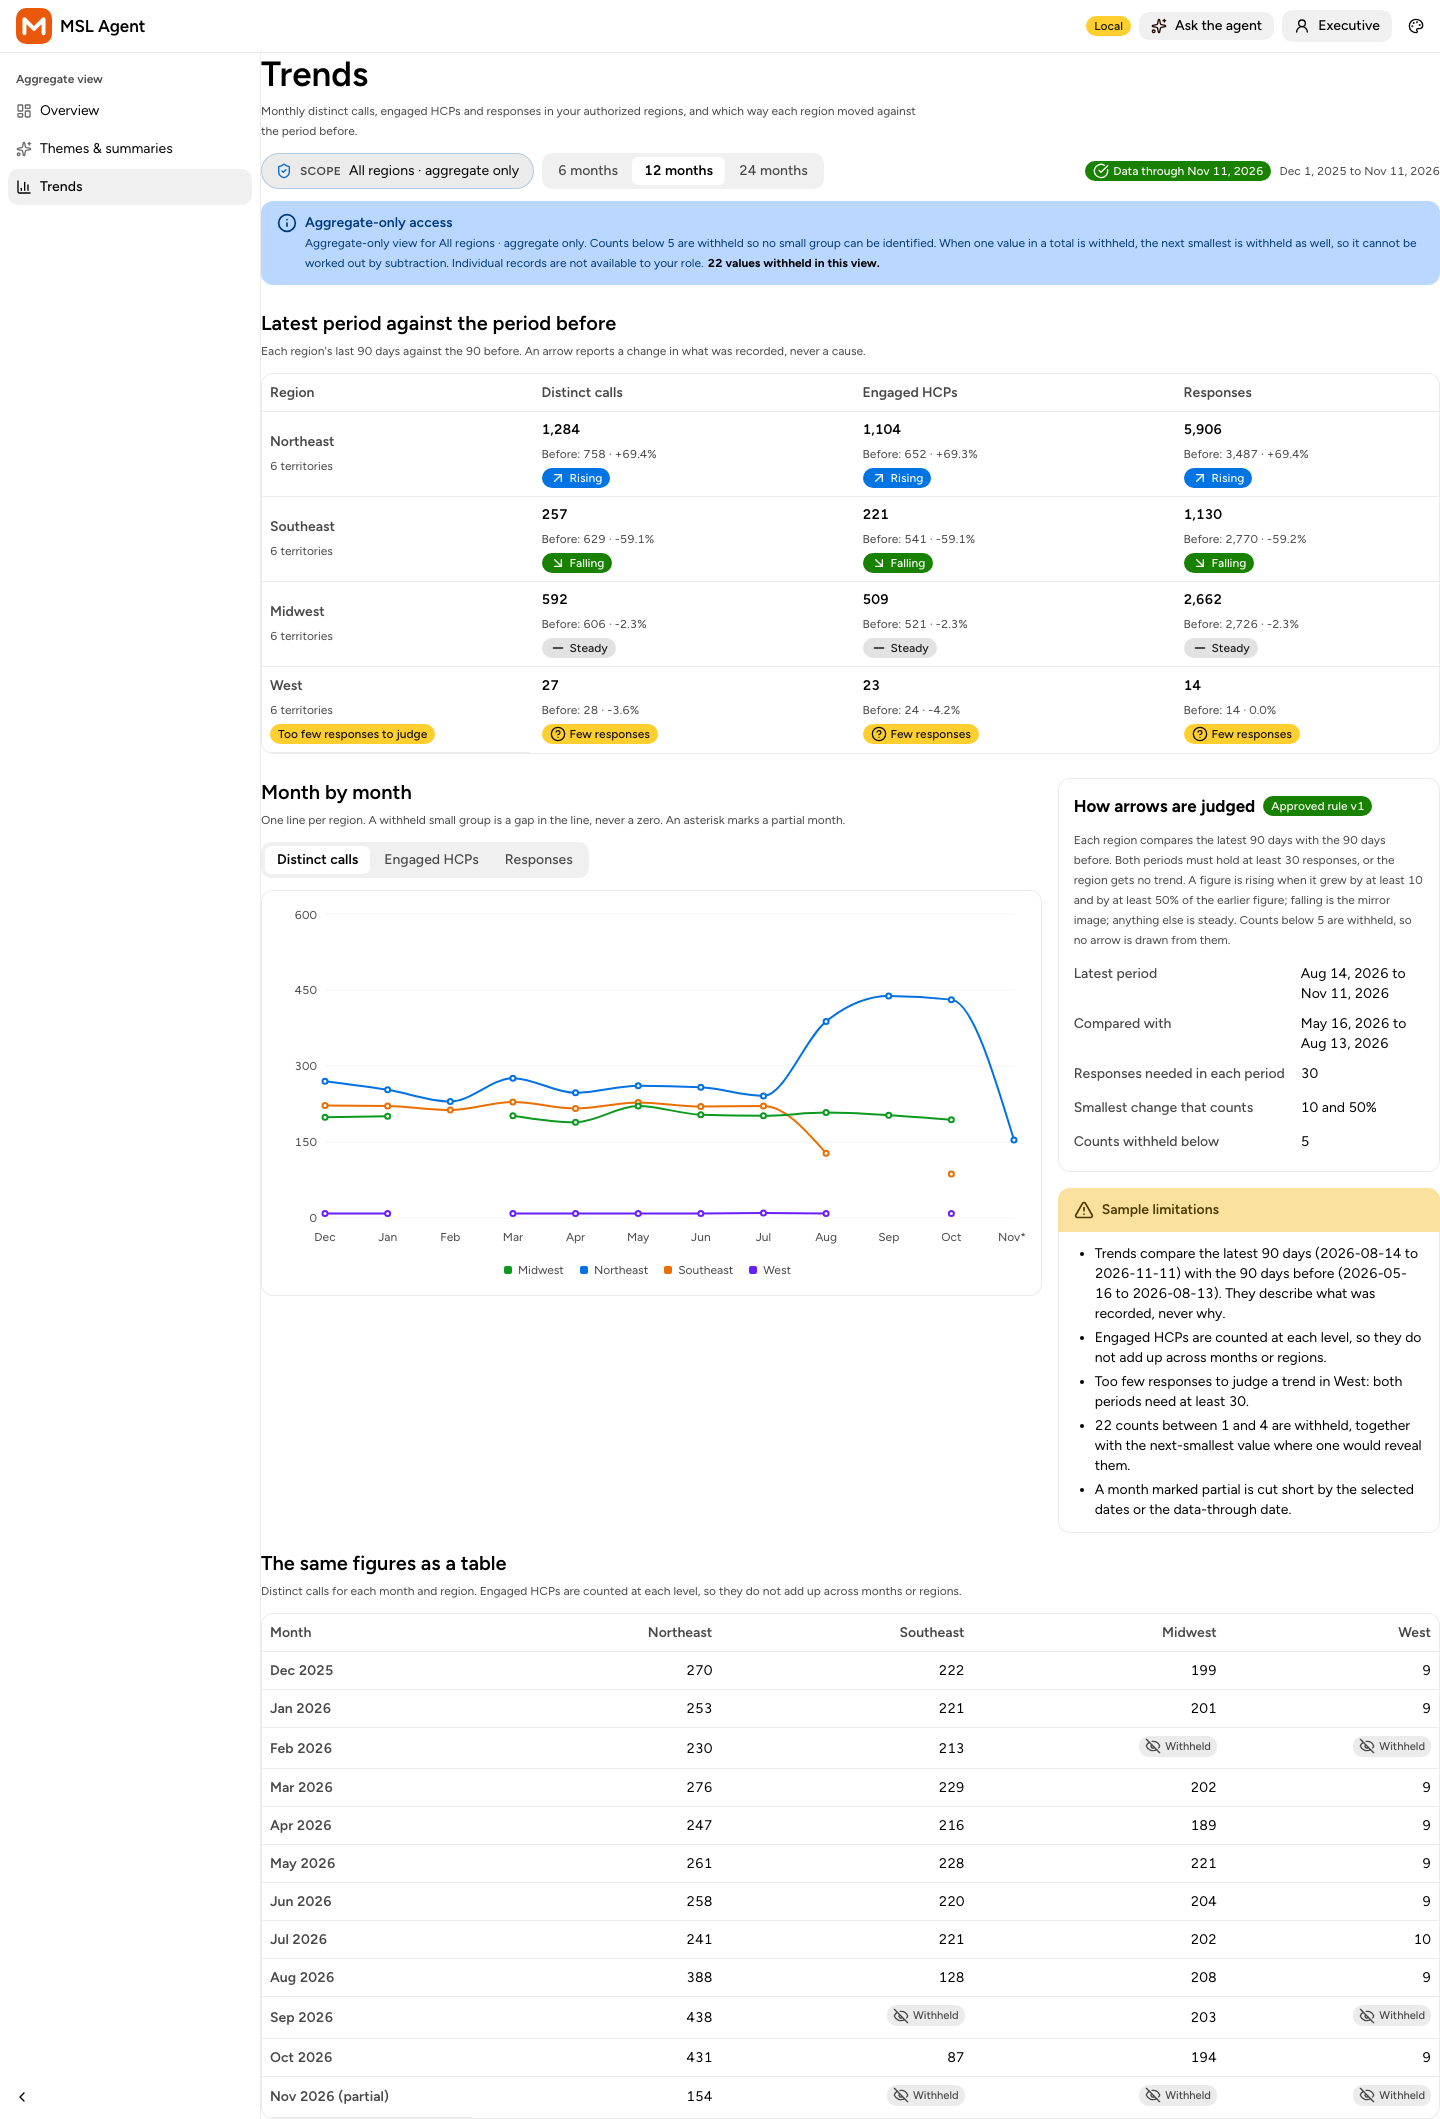 MSL Agent
Local
Ask the agent
Executive
Aggregate view
Overview
Themes & summaries
Trends
Trends
Monthly distinct calls, engaged HCPs and responses in your authorized regions, and which way each region moved against
the period before.
SCOPE All regions · aggregate only
6 months 12 months 24 months
Data through Nov 11, 2026
Dec 1, 2025 to Nov 11, 2026
Aggregate-only access
Aggregate-only view for All regions · aggregate only. Counts below 5 are withheld so no small group can be identified. When one value in a total is withheld, the next smallest is withheld as well, so it cannot be
worked out by subtraction. Individual records are not available to your role. 22 values withheld in this view.
Latest period against the period before
Each region's last 90 days against the 90 before. An arrow reports a change in what was recorded, never a cause.
Region Distinct calls Engaged HCPs Responses
Northeast
6 territories
1,284
Before: 758 · +69.4%
Rising
1,104
Before: 652 · +69.3%
Rising
5,906
Before: 3,487 · +69.4%
Rising
Southeast
6 territories
257
Before: 629 · -59.1%
Falling
221
Before: 541 · -59.1%
Falling
1,130
Before: 2,770 · -59.2%
Falling
Midwest
6 territories
592
Before: 606 · -2.3%
Steady
509
Before: 521 · -2.3%
Steady
2,662
Before: 2,726 · -2.3%
Steady
West
6 territories
Too few responses to judge
27
Before: 28 · -3.6%
Few responses
23
Before: 24 · -4.2%
Few responses
14
Before: 14 · 0.0%
Few responses
Month by month
One line per region. A withheld small group is a gap in the line, never a zero. An asterisk marks a partial month.
Distinct calls Engaged HCPs Responses
600
450
300
150
0
Dec Jan Feb Mar Apr May Jun Jul Aug Sep Oct Nov*
Midwest Northeast Southeast West
How arrows are judged Approved rule v1
Each region compares the latest 90 days with the 90 days
before. Both periods must hold at least 30 responses, or the
region gets no trend. A figure is rising when it grew by at least 10
and by at least 50% of the earlier figure; falling is the mirror
image; anything else is steady. Counts below 5 are withheld, so
no arrow is drawn from them.
Latest period Aug 14, 2026 to
Nov 11, 2026
Compared with May 16, 2026 to
Aug 13, 2026
Responses needed in each period 30
Smallest change that counts 10 and 50%
Counts withheld below 5
Sample limitations
• Trends compare the latest 90 days (2026-08-14 to
2026-11-11) with the 90 days before (2026-05-
16 to 2026-08-13). They describe what was
recorded, never why.
• Engaged HCPs are counted at each level, so they do
not add up across months or regions.
• Too few responses to judge a trend in West: both
periods need at least 30.
• 22 counts between 1 and 4 are withheld, together
with the next-smallest value where one would reveal
them.
• A month marked partial is cut short by the selected
dates or the data-through date.
The same figures as a table
Distinct calls for each month and region. Engaged HCPs are counted at each level, so they do not add up across months or regions.
Month Northeast Southeast Midwest West
Dec 2025 270 222 199 9
Jan 2026 253 221 201 9
Feb 2026 230 213 Withheld Withheld
Mar 2026 276 229 202 9
Apr 2026 247 216 189 9
May 2026 261 228 221 9
Jun 2026 258 220 204 9
Jul 2026 241 221 202 10
Aug 2026 388 128 208 9
Sep 2026 438 Withheld 203 Withheld
Oct 2026 431 87 194 9
Nov 2026 (partial) 154 Withheld Withheld Withheld